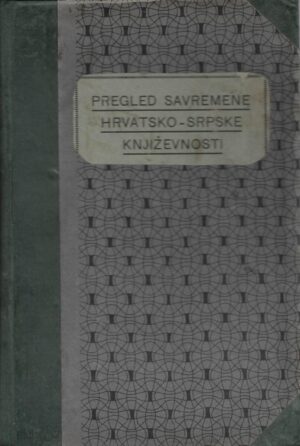 PREGLED SAVREMENE
HRVATSKO-SRPSKE
KNJIŽEVNOSTI